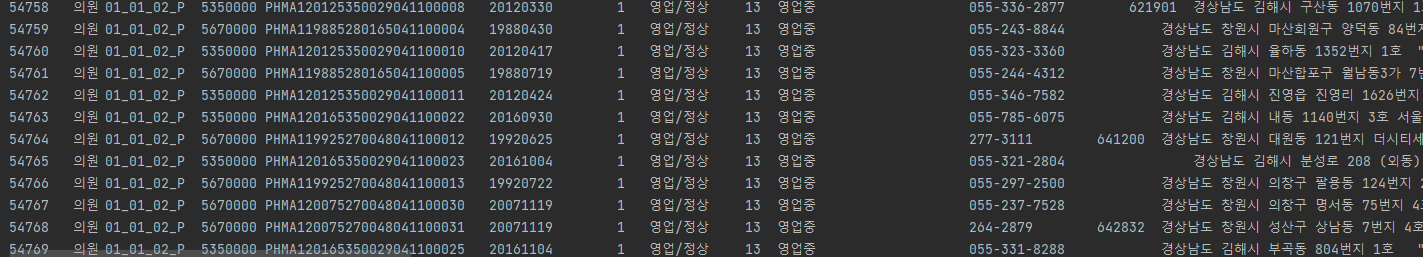 54758 의원 01_01_02_P 5350000 PHMA120125350029041100008 20120330 1 영업/정상 13 영업중 055-336-2877 621901 경상남도 김해시 구산동 1070번지 1
54759 의원 01_01_02_P 5670000 PHMA119885280165041100004 19880430 1 영업/정상 13 영업중 055-243-8844 경상남도 창원시 마산회원구 양덕동 84번지
54760 의원 01_01_02_P 5350000 PHMA120125350029041100010 20120417 1 영업/정상 13 영업중 055-323-3360 경상남도 김해시 율하동 1352번지 1호 "
54761 의원 01_01_02_P 5670000 PHMA119885280165041100005 19880719 1 영업/정상 13 영업중 055-244-4312 경상남도 창원시 마산합포구 월남동3가 7
54762 의원 01_01_02_P 5350000 PHMA120125350029041100011 20120424 1 영업/정상 13 영업중 055-346-7582 경상남도 김해시 진영읍 진영리 1626번지
54763 의원 01_01_02_P 5350000 PHMA120165350029041100022 20160930 1 영업/정상 13 영업중 055-785-6075 경상남도 김해시 내동 1140번지 3호 서울
54764 의원 01_01_02_P 5670000 PHMA119925270048041100012 19920625 1 영업/정상 13 영업중 277-3111 641200 경상남도 창원시 대원동 121번지 더시티세
54765 의원 01_01_02_P 5350000 PHMA120165350029041100023 20161004 1 영업/정상 13 영업중 055-321-2804 경상남도 김해시 분성로 208 (외동)
54766 의원 01_01_02_P 5670000 PHMA119925270048041100013 19920722 1 영업/정상 13 영업중 055-297-2500 경상남도 창원시 의창구 팔용동 124번지
54767 의원 01_01_02_P 5670000 PHMA120075270048041100030 20071119 1 영업/정상 13 영업중 055-237-7528 경상남도 창원시 의창구 명서동 75번지 4
54768 의원 01_01_02_P 5670000 PHMA120075270048041100031 20071119 1 영업/정상 13 영업중 264-2879 642832 경상남도 창원시 성산구 상남동 7번지 4호
54769 의원 01_01_02_P 5350000 PHMA120165350029041100025 20161104 1 영업/정상 13 영업중 055-331-8288 경상남도 김해시 부곡동 804번지 1호 "